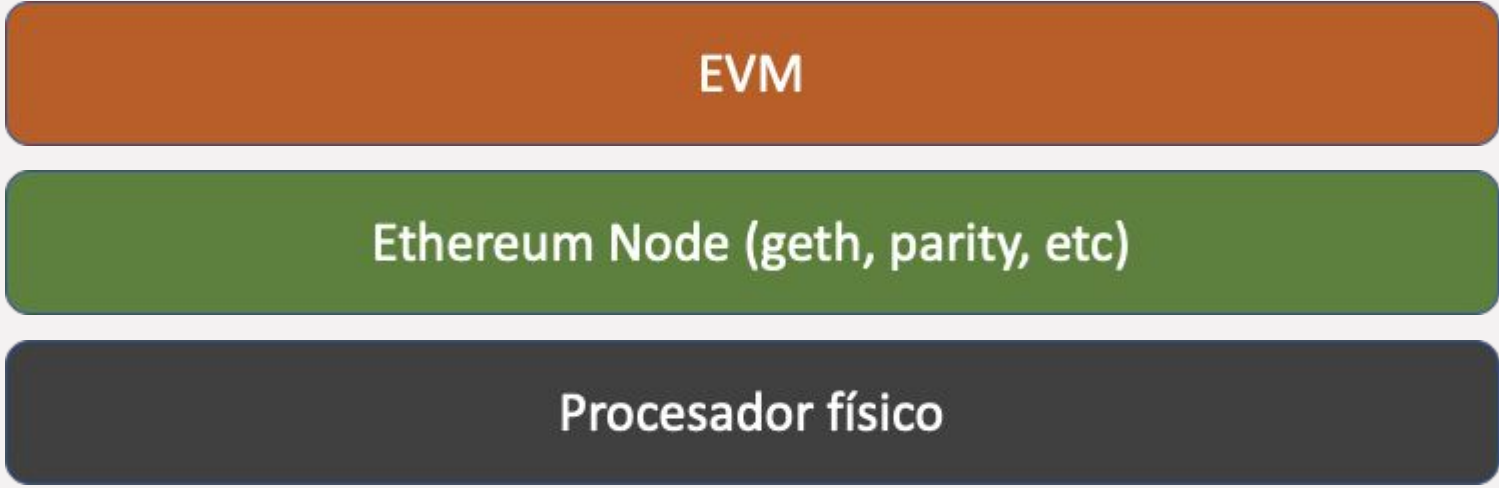 EVM
Ethereum Node (geth, parity, etc)
Procesador físico